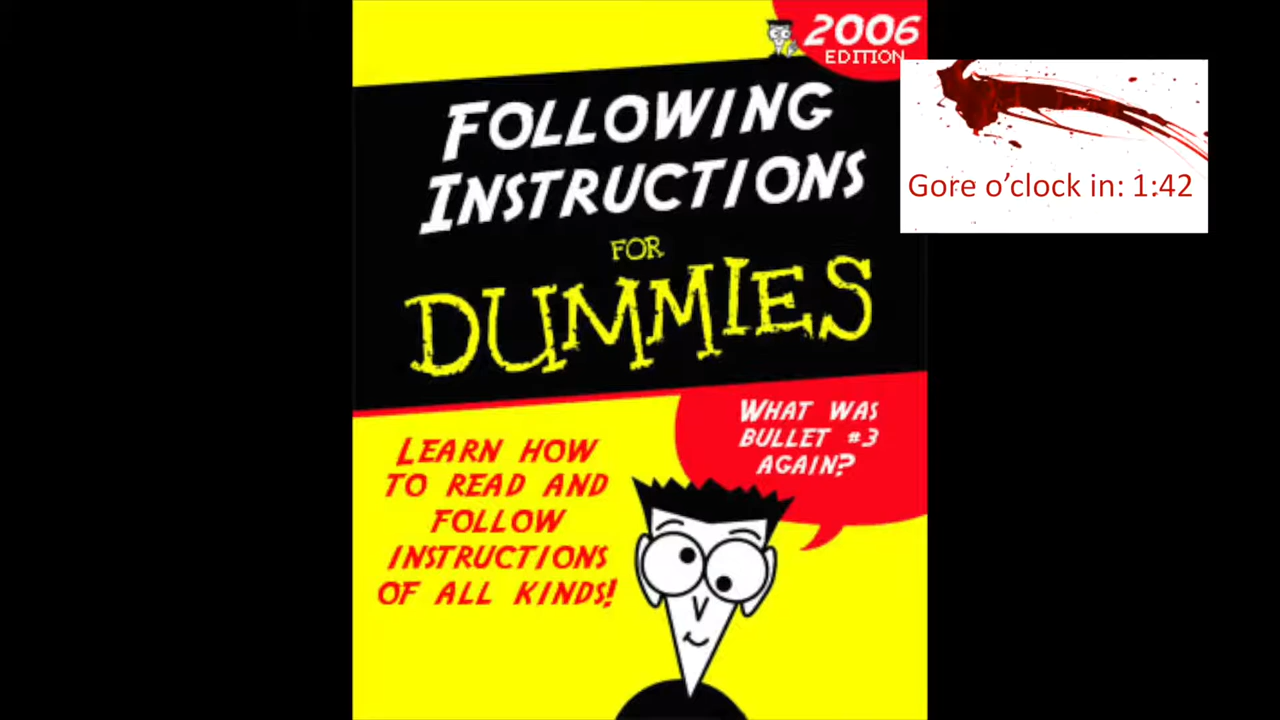 2006
EDITION
FOLLOWING
INSTRUCTIONS
FOR
DUMMIES
Gore o'clock in: 1:42
WHAT WAS
BULLET #3
AGAIN?
LEARN HOW
TO READ AND
FOLLOW
INSTRUCTIONS
OF ALL KINDS!